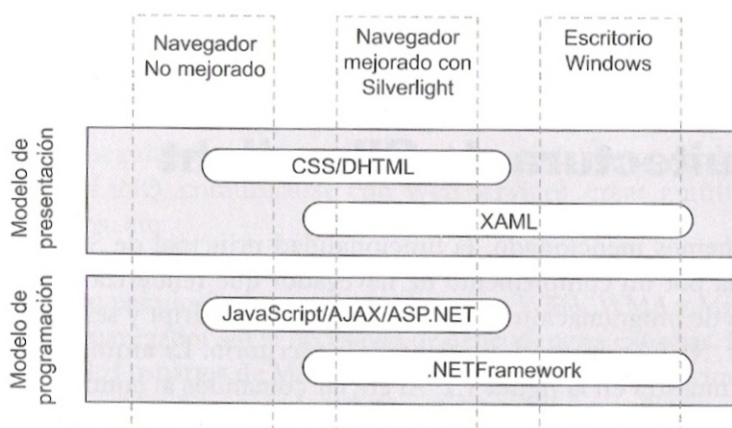 Navegador
No mejorado
Navegador
mejorado con
Silverlight
Escritorio
Windows
Modelo de
presentación
CSS/DHTML
XAML
Modelo de
programación
JavaScript/AJAX/ASP.NET
.NETFramework